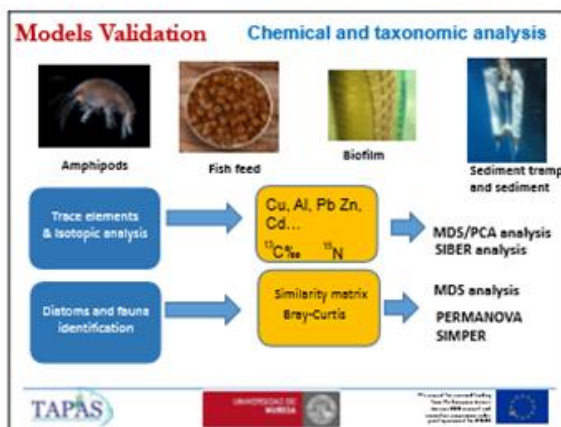 Models Validation
Chemical and taxonomic analysis
Amphipods
Fish feed
Biofilm
Sediment tramp
and sediment
Trace elements
& Isotopic analysis
Cu, Al, Pb Zn,
Cd...
¹³C‰ ¹⁵N
MDS/PCA analysis
SIBER analysis
Diatoms and fauna
identification
Similarity matrix
Bray-Curtis
MDS analysis
PERMANOVA
SIMPER
TAPAS
UNIVERSIDAD DE
MURCIA